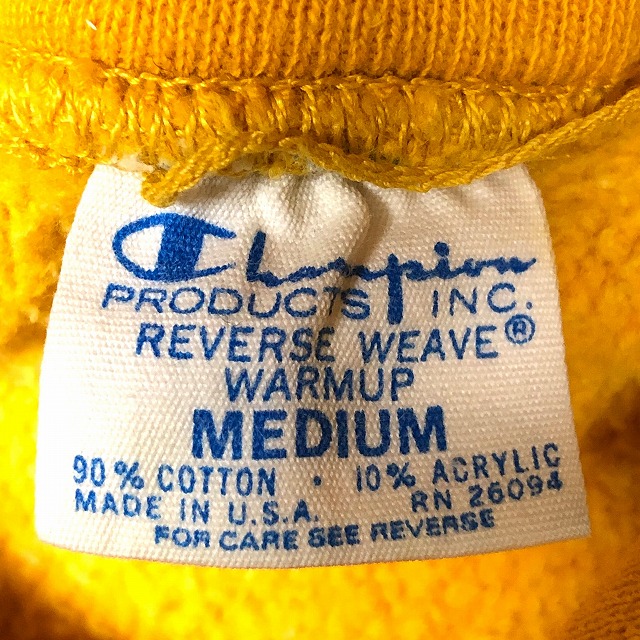 Champion
PRODUCTS INC.
REVERSE WEAVE®
WARMUP
MEDIUM
90% COTTON · 10% ACRYLIC
MADE IN U.S.A. RN 26094
FOR CARE SEE REVERSE